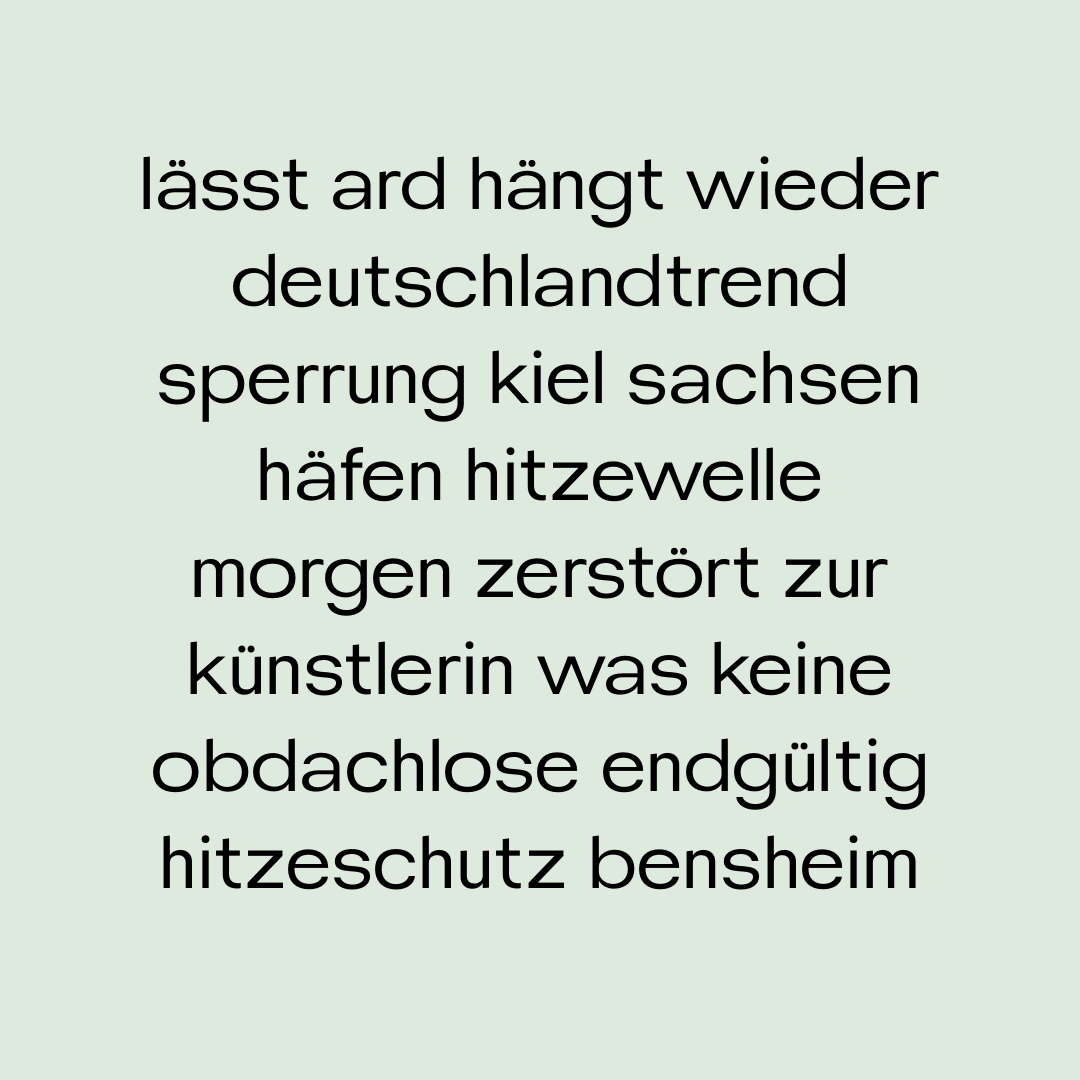 lässt ard hängt wieder
deutschlandtrend
sperrung kiel sachsen
häfen hitzewelle
morgen zerstört zur
künstlerin was keine
obdachlose endgültig
hitzeschutz bensheim